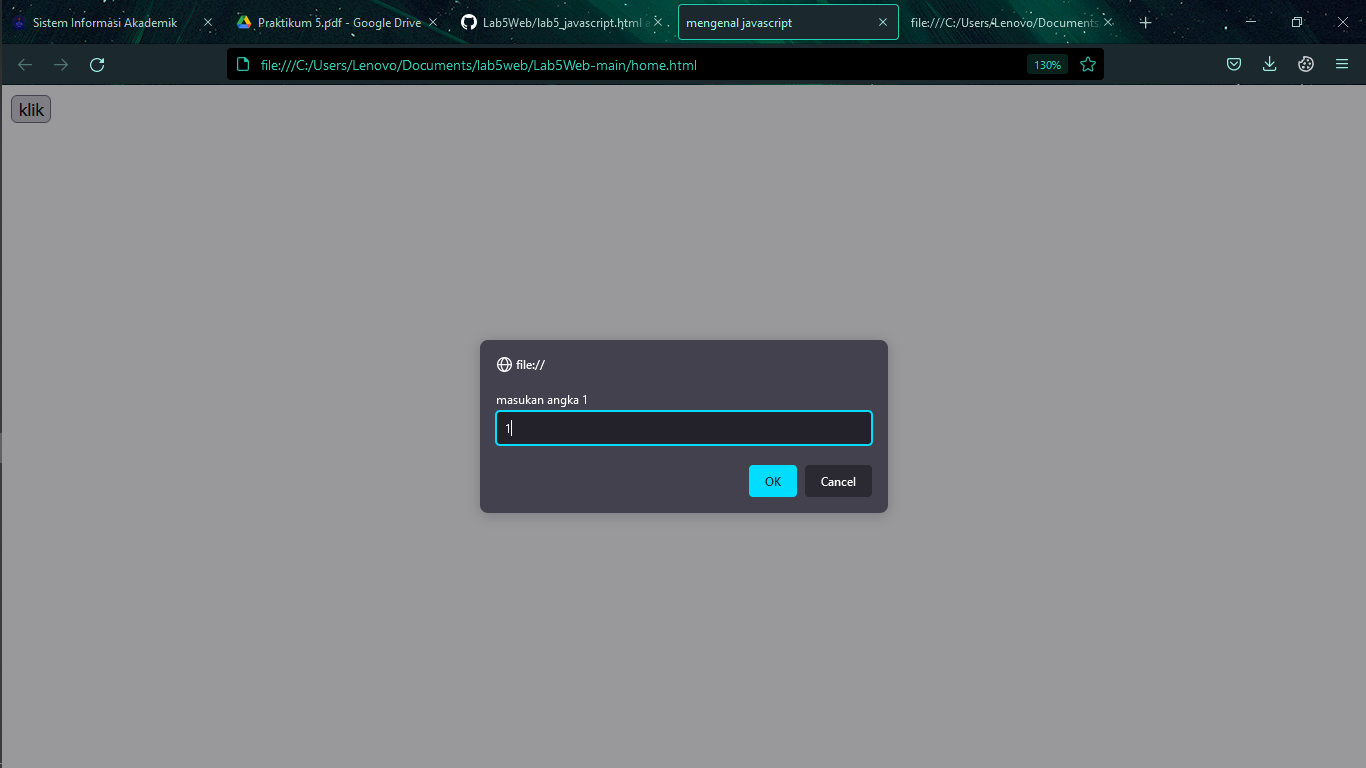 Sistem Informasi Akademik
Praktikum 5.pdf - Google Drive
Lab5Web/lab5_javascript.html a
mengenal javascript
file:///C:/Users/Lenovo/Documents
file:///C:/Users/Lenovo/Documents/lab5web/Lab5Web-main/home.html
130%
klik
file://
masukan angka 1
1
OK
Cancel